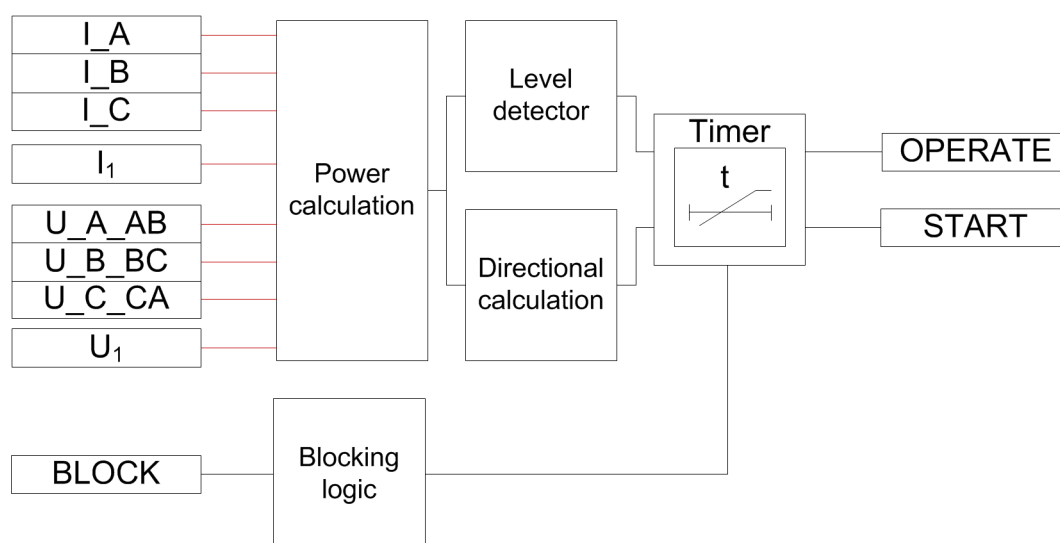 I_A
I_B
I_C
I₁
U_A_AB
U_B_BC
U_C_CA
U₁
BLOCK
Power
calculation
Blocking
logic
Level
detector
Directional
calculation
Timer
t
OPERATE
START